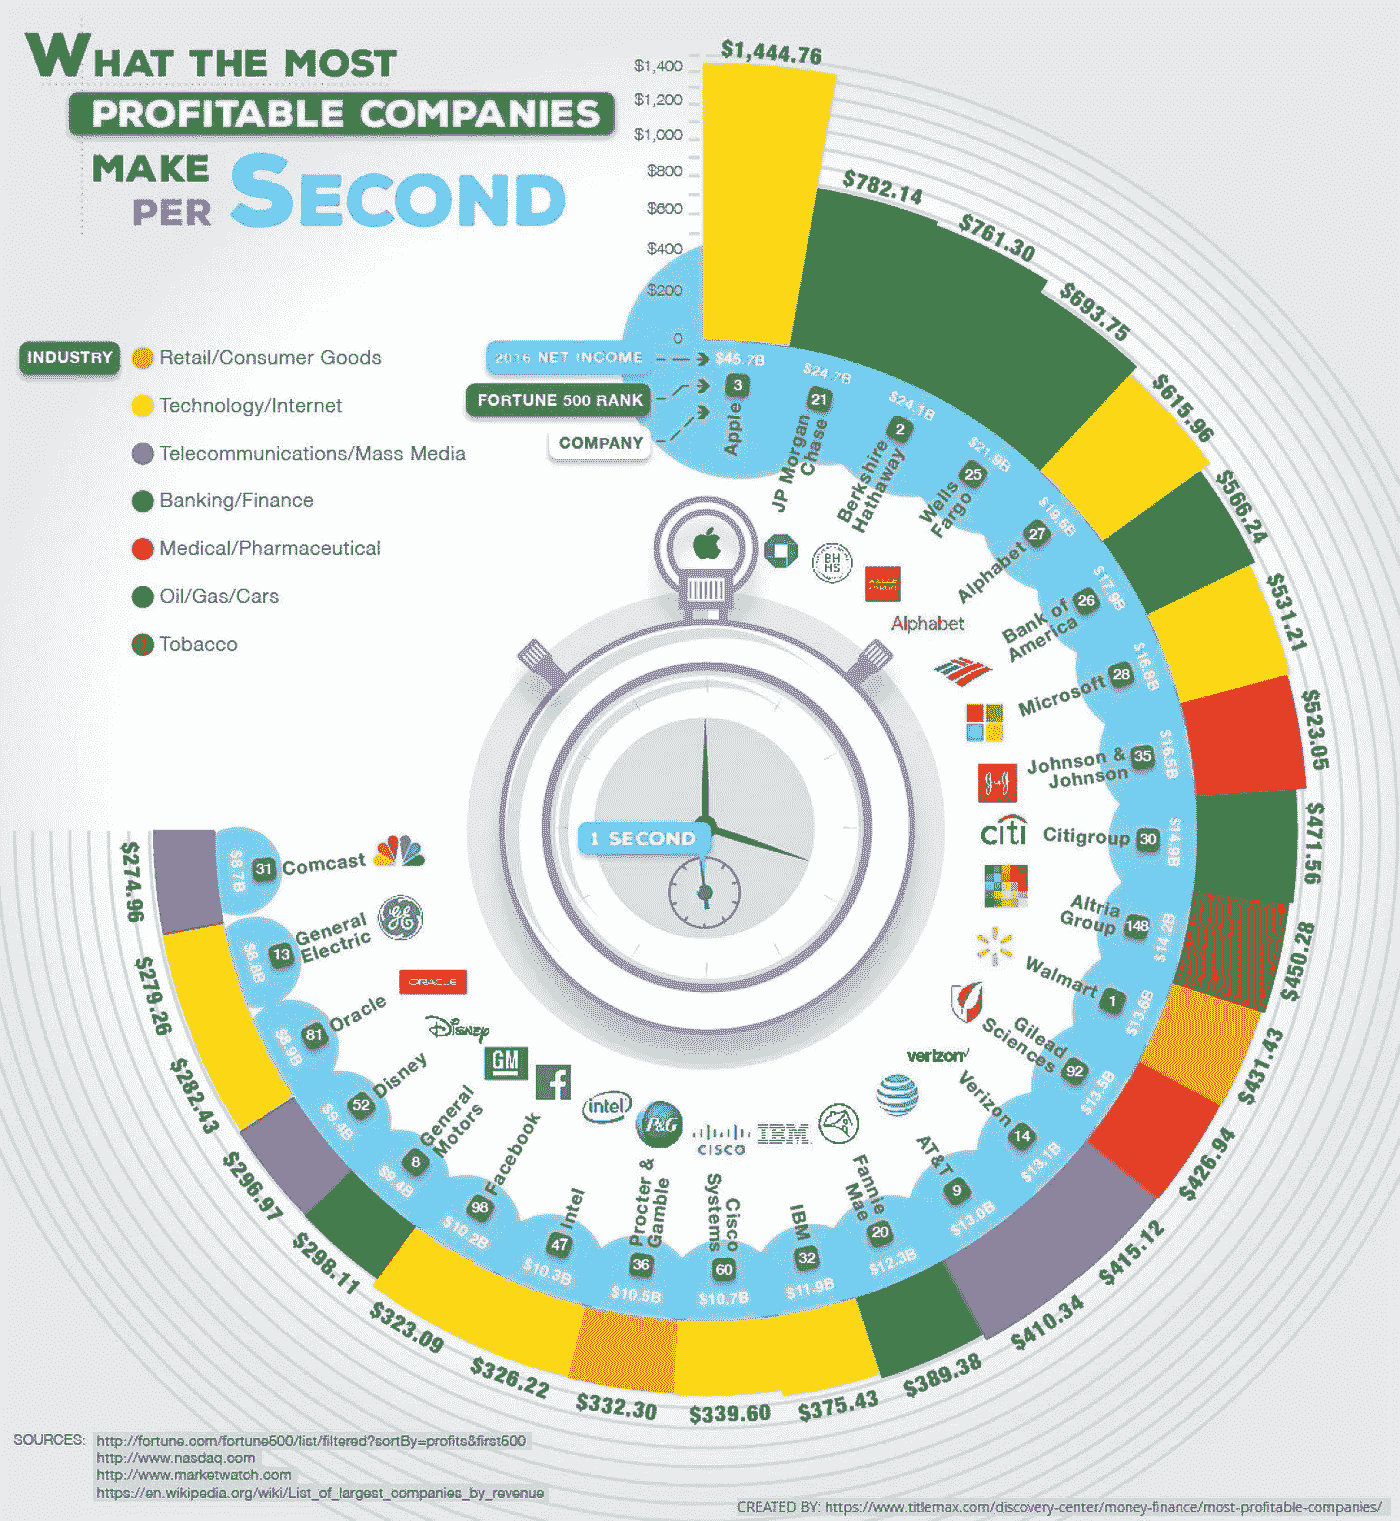 WHAT THE MOST
PROFITABLE COMPANIES
MAKE
PER SECOND
$1,400
$1,200
$1,000
$800
$600
$400
$200
0
INDUSTRY
Retail/Consumer Goods
Technology/Internet
Telecommunications/Mass Media
Banking/Finance
Medical/Pharmaceutical
Oil/Gas/Cars
Tobacco
2016 NET INCOME
FORTUNE 500 RANK
COMPANY
$1,444.76
$45.7B
3
Apple
$782.14
$24.7B
21
JP Morgan
Chase
$761.30
$24.1B
2
Berkshire
Hathaway
BH
HS
$693.75
$21.9B
25
Wells
Fargo
WELLS
FARGO
$615.96
$19.5B
27
Alphabet
Alphabet
$566.24
$17.9B
26
Bank of
America
$531.21
$16.8B
28
Microsoft
$523.05
$16.5B
35
Johnson &
Johnson
J&J
$471.56
$14.9B
30
Citigroup
citi
$450.28
$14.2B
148
Altria
Group
$431.43
$13.6B
1
Walmart
$426.94
$13.5B
92
Gilead
Sciences
$415.12
$13.1B
14
Verizon
verizon
$410.34
$13.0B
9
AT&T
$389.38
$12.3B
20
Fannie
Mae
$375.43
$11.9B
32
IBM
IBM
$339.60
$10.7B
60
Cisco
Systems
CISCO
$332.30
$10.5B
36
Procter &
Gamble
P&G
$326.22
$10.3B
47
Intel
intel
$323.09
$10.2B
98
Facebook
f
$298.11
$9.4B
8
General
Motors
GM
$296.97
$9.4B
52
Disney
DISNEY
$282.43
$8.9B
81
Oracle
ORACLE
$279.26
$8.8B
13
General
Electric
GE
$274.96
$8.7B
31
Comcast
1 SECOND
SOURCES:
http://fortune.com/fortune500/list/filtered?sortBy=profits&first500
http://www.nasdaq.com
http://www.marketwatch.com
https://en.wikipedia.org/wiki/List_of_largest_companies_by_revenue
CREATED BY: https://www.titlemax.com/discovery-center/money-finance/most-profitable-companies/